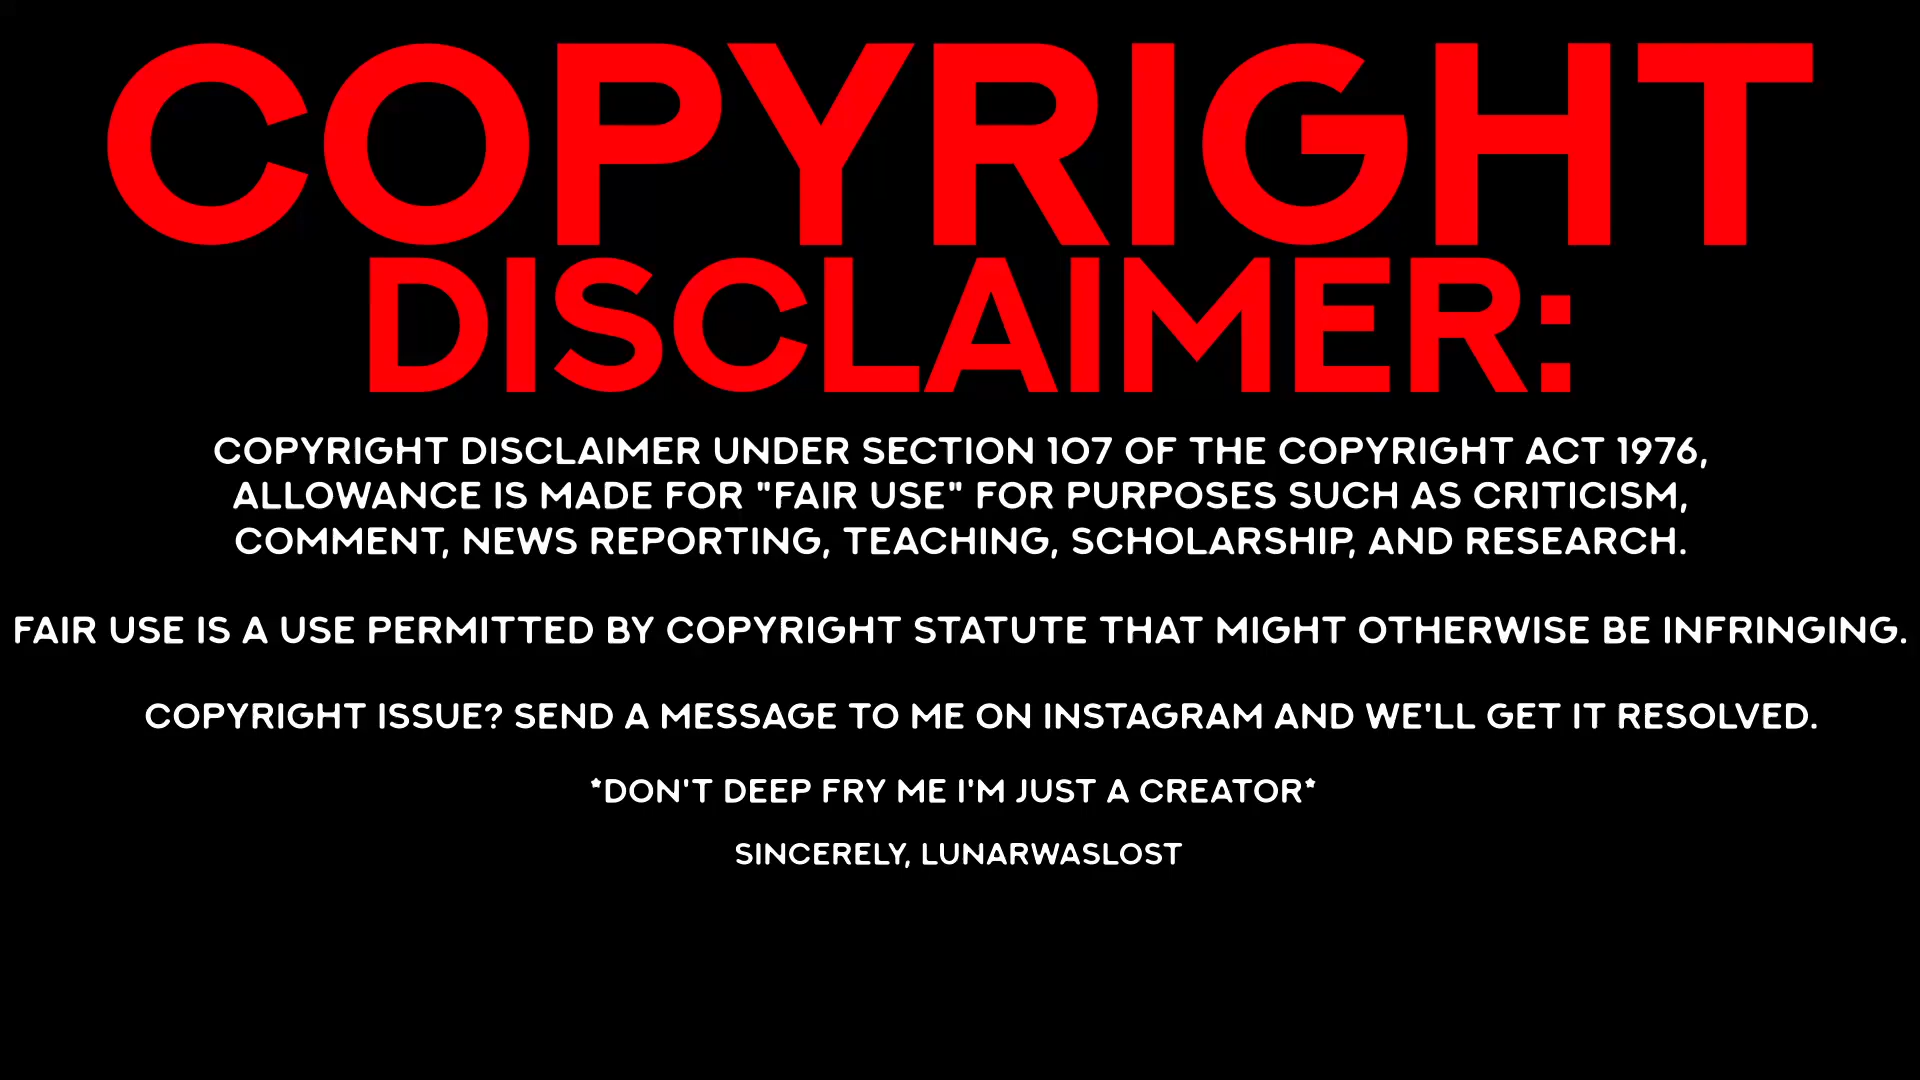 COPYRIGHT
DISCLAIMER:
COPYRIGHT DISCLAIMER UNDER SECTION 107 OF THE COPYRIGHT ACT 1976,
ALLOWANCE IS MADE FOR "FAIR USE" FOR PURPOSES SUCH AS CRITICISM,
COMMENT, NEWS REPORTING, TEACHING, SCHOLARSHIP, AND RESEARCH.
FAIR USE IS A USE PERMITTED BY COPYRIGHT STATUTE THAT MIGHT OTHERWISE BE INFRINGING.
COPYRIGHT ISSUE? SEND A MESSAGE TO ME ON INSTAGRAM AND WE'LL GET IT RESOLVED.
*DON'T DEEP FRY ME I'M JUST A CREATOR*
SINCERELY, LUNARWASLOST